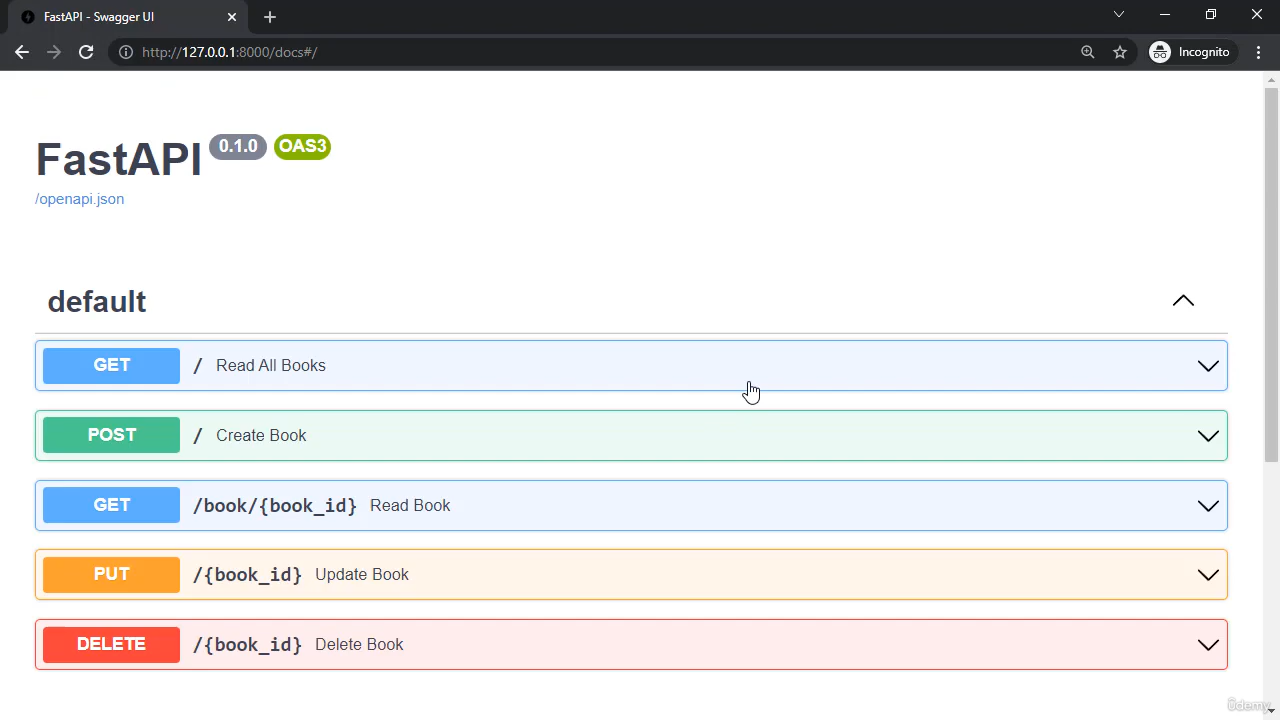 FastAPI - Swagger UI
http://127.0.0.1:8000/docs#/
Incognito
FastAPI 0.1.0 OAS3
/openapi.json
default
GET / Read All Books
POST / Create Book
GET /book/{book_id} Read Book
PUT /{book_id} Update Book
DELETE /{book_id} Delete Book
ûdemy